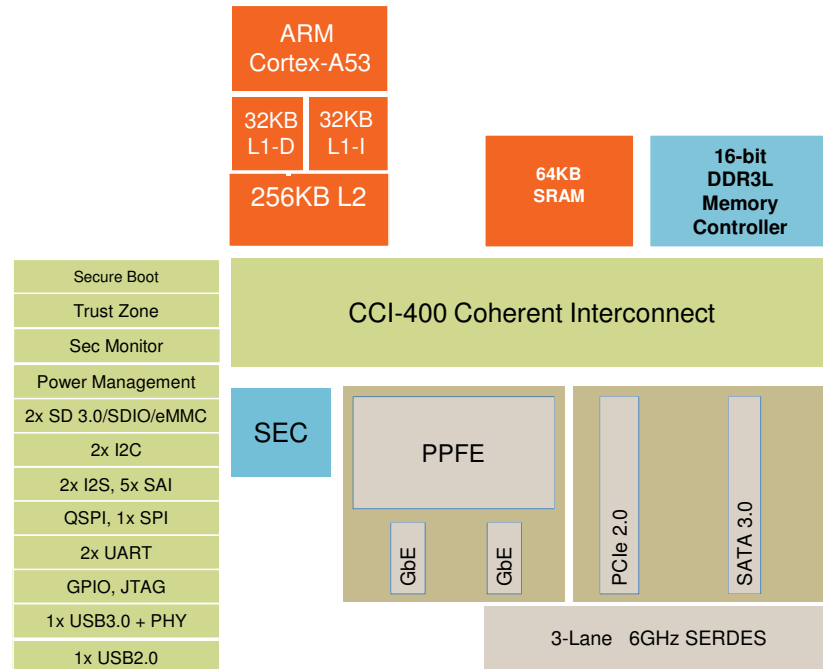 ARM
Cortex-A53
32KB
L1-D
32KB
L1-I
256KB L2
64KB
SRAM
16-bit
DDR3L
Memory
Controller
Secure Boot
Trust Zone
Sec Monitor
Power Management
2x SD 3.0/SDIO/eMMC
2x I2C
2x I2S, 5x SAI
QSPI, 1x SPI
2x UART
GPIO, JTAG
1x USB3.0 + PHY
1x USB2.0
CCI-400 Coherent Interconnect
SEC
PPFE
GbE
GbE
PCIe 2.0
SATA 3.0
3-Lane 6GHz SERDES